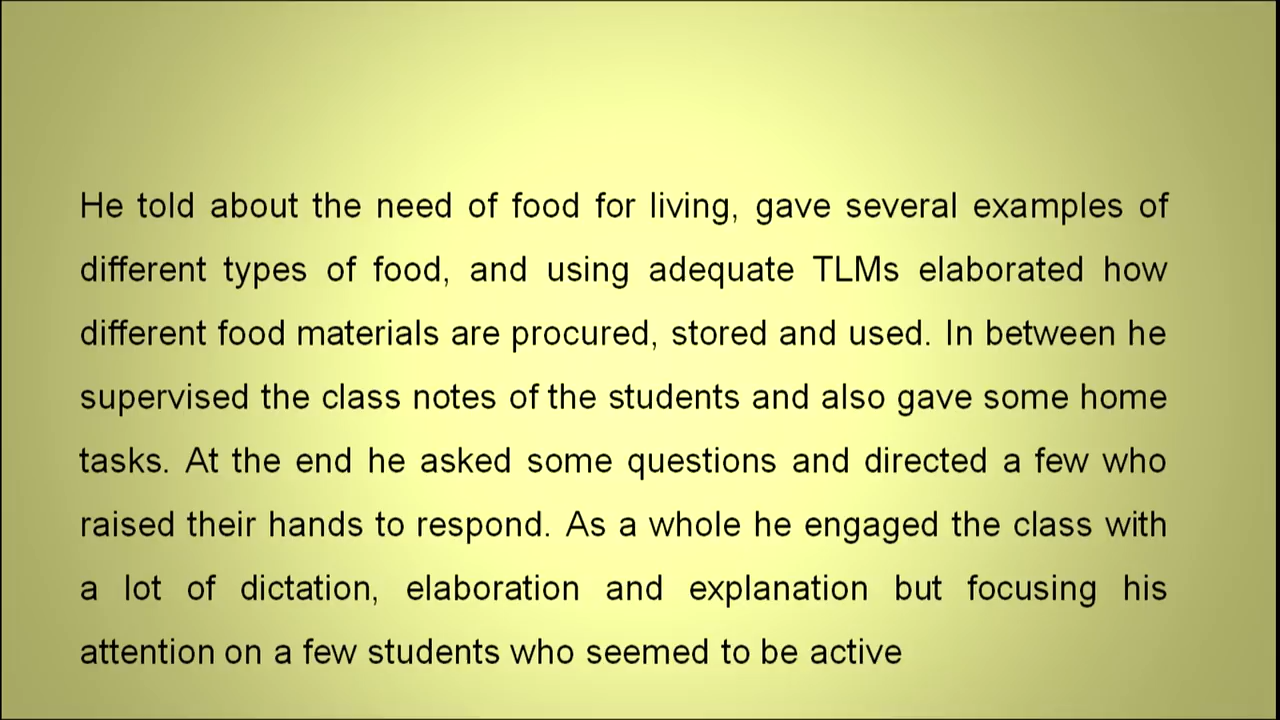 He told about the need of food for living, gave several examples of
different types of food, and using adequate TLMs elaborated how
different food materials are procured, stored and used. In between he
supervised the class notes of the students and also gave some home
tasks. At the end he asked some questions and directed a few who
raised their hands to respond. As a whole he engaged the class with
a lot of dictation, elaboration and explanation but focusing his
attention on a few students who seemed to be active